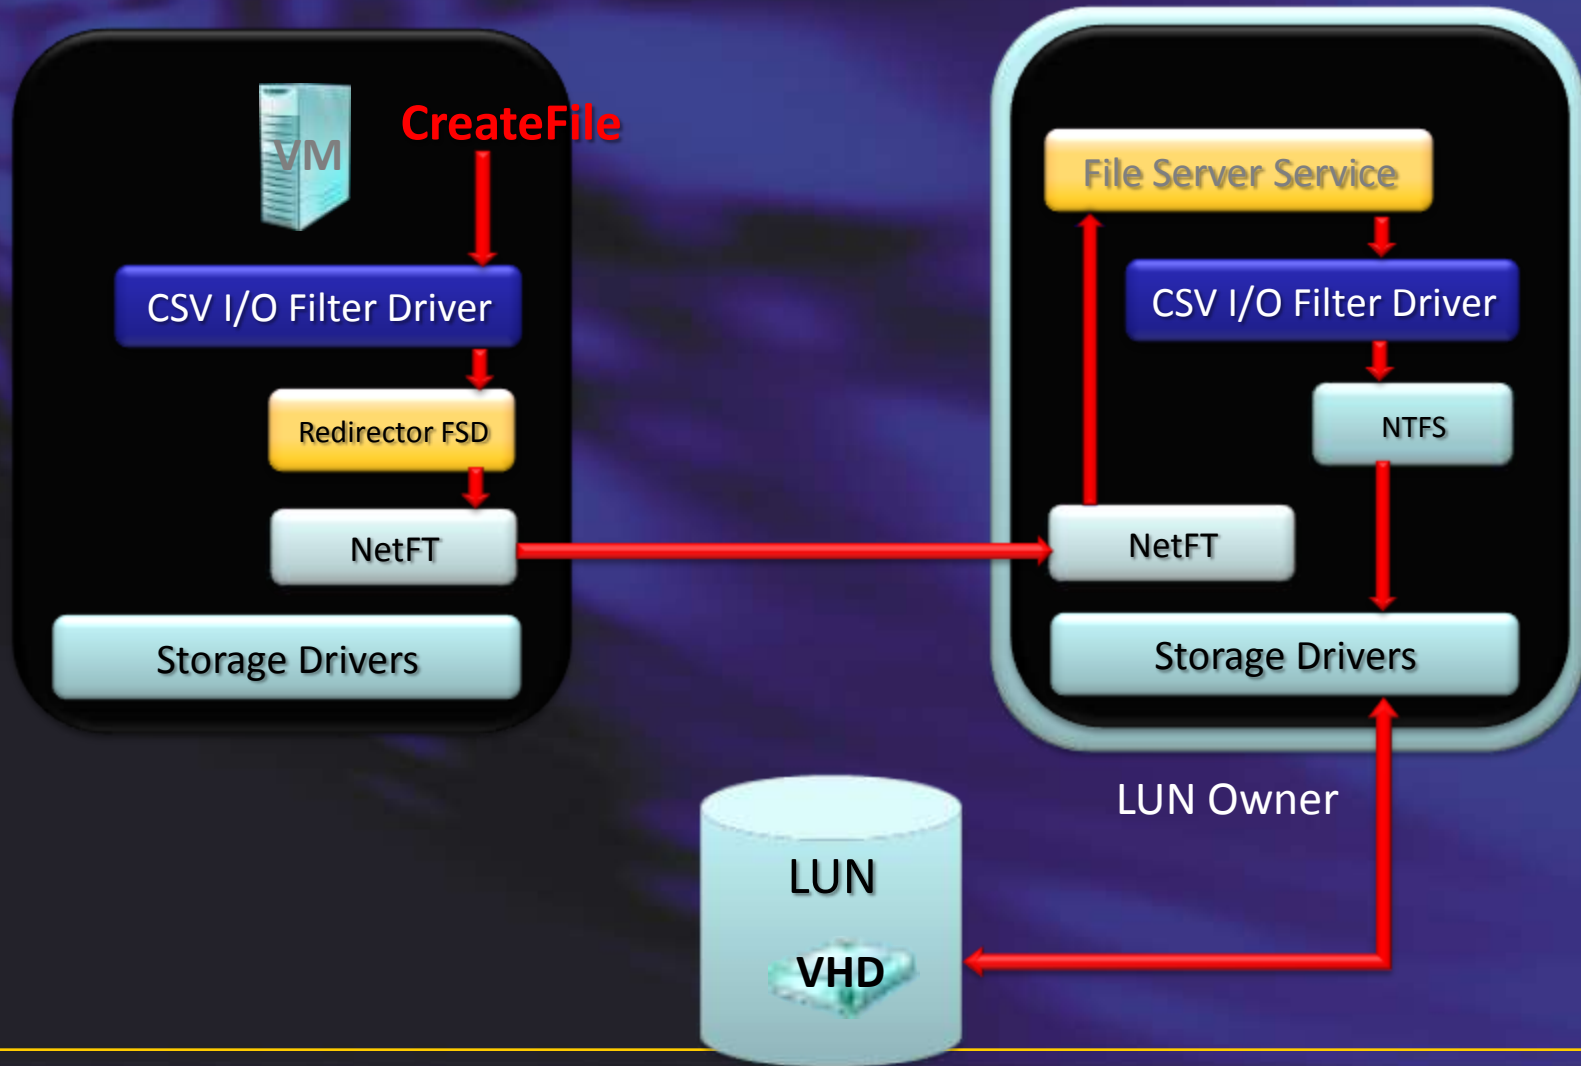 VM
CreateFile
CSV I/O Filter Driver
Redirector FSD
NetFT
Storage Drivers
File Server Service
CSV I/O Filter Driver
NTFS
NetFT
Storage Drivers
LUN Owner
LUN
VHD